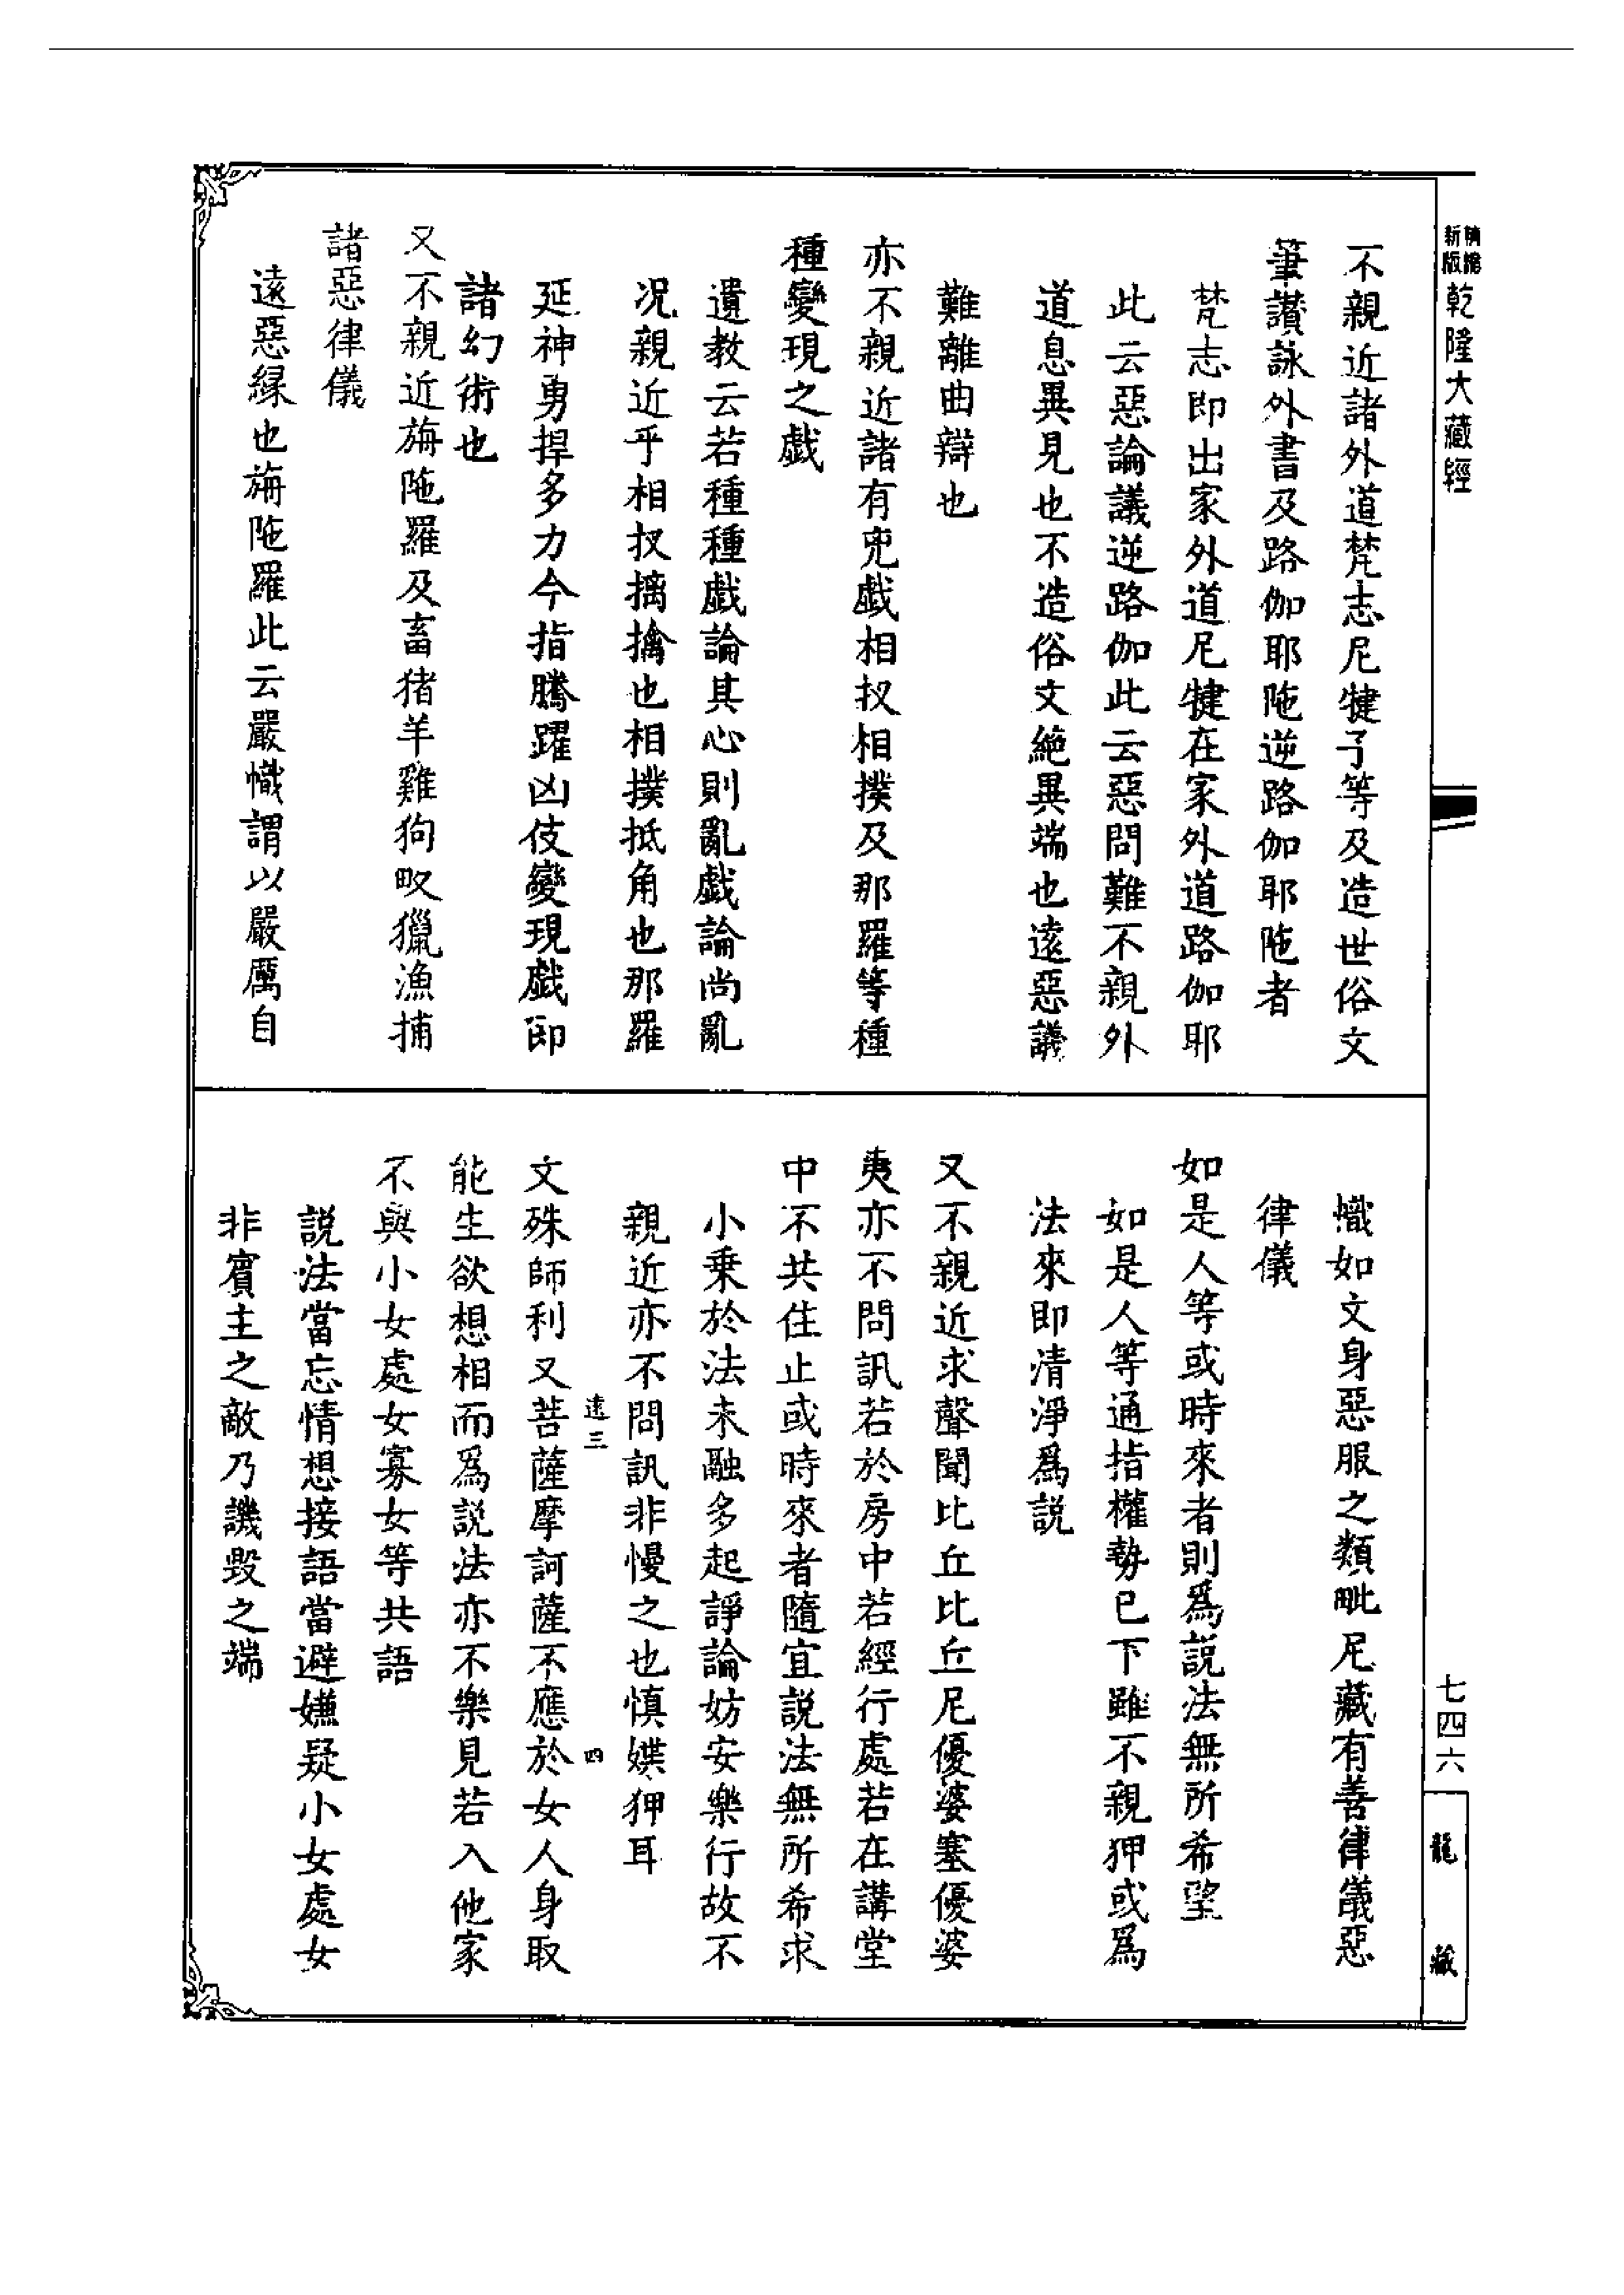 新版
精縮
乾隆大藏經
不親近諸外道梵志尼犍子等及造世俗文
筆讚詠外書及路伽耶陁逆路伽耶陁者
梵志即出家外道尼犍在家外道路伽耶
此云惡論議逆路伽此云惡問難不親外
道息異見也不造俗文絶異端也遠惡議
難離曲辯也
亦不親近諸有兇戯相扠相撲及那羅等種
種變現之戯
遺教云若種種戯論其心則亂戯論尚亂
况親近乎相扠摛擒也相撲抵角也那羅
延神勇捍多力今指騰躍凶伎變現戯即
諸幻術也
又不親近旃陁羅及畜猪羊雞狗畋獵漁捕
諸惡律儀
遠惡緣也旃陁羅此云嚴幟謂以嚴厲自
幟如文身惡服之類毗尼藏有善律儀惡
律儀
如是人等或時來者則爲説法無所希望
如是人等通指權勢已下雖不親狎或爲
法來即清淨爲説
又不親近求聲聞比丘比丘尼優婆塞優婆
夷亦不問訊若於房中若經行處若在講堂
中不共住止或時來者隨宜説法無所希求
小乗於法未融多起諍論妨安樂行故不
親近亦不問訊非慢之也慎媟狎耳
遠三
四
文殊師利又菩薩摩訶薩不應於女人身取
能生欲想相而爲説法亦不樂見若入他家
不與小女處女寡女等共語
説法當忘情想接語當避嫌疑小女處女
非賓主之敵乃譏毀之端
七四六
龍藏